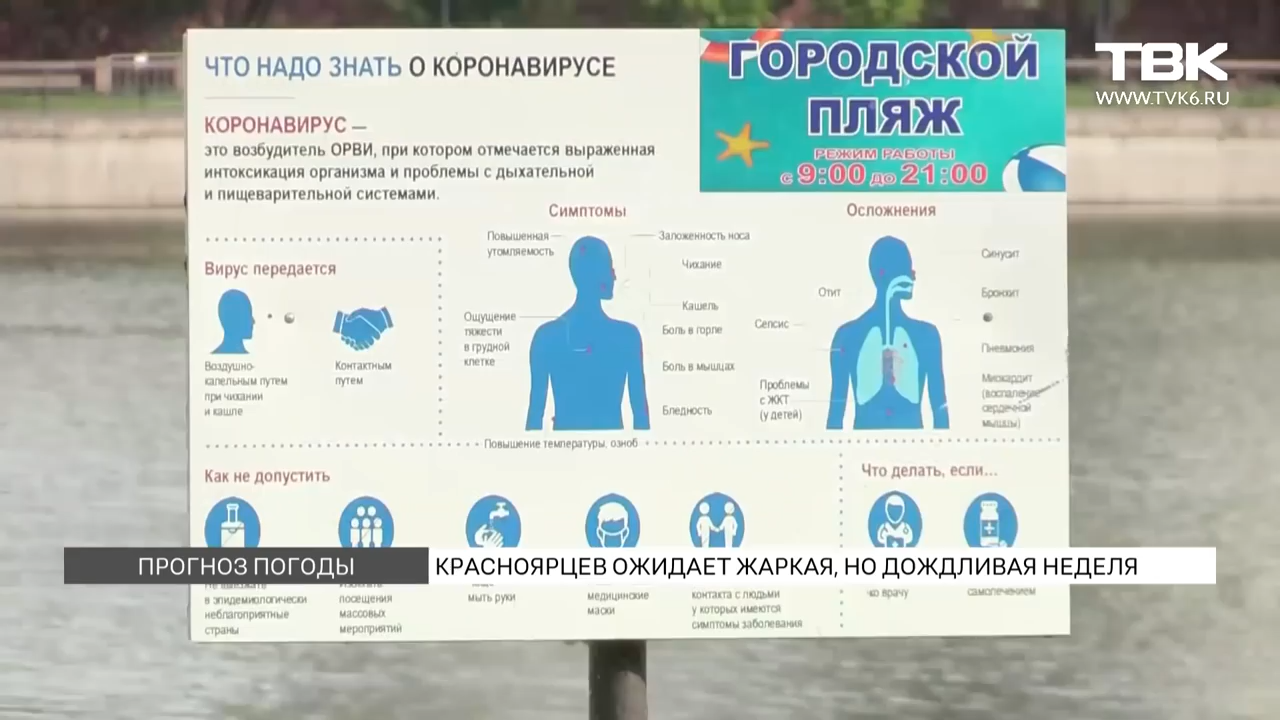 ЧТО НАДО ЗНАТЬ О КОРОНАВИРУСЕ
КОРОНАВИРУС —
это возбудитель ОРВИ, при котором отмечается выраженная
интоксикация организма и проблемы с дыхательной
и пищеварительной системами.
ГОРОДСКОЙ
ПЛЯЖ
РЕЖИМ РАБОТЫ
с 9:00 до 21:00
ТВК
WWW.TVK6.RU
Вирус передается
Воздушно-
капельным путем
при чихании
и кашле
Контактным
путем
Симптомы
Повышенная
утомляемость
Заложенность носа
Чихание
Кашель
Ощущение
тяжести
в грудной
клетке
Боль в горле
Боль в мышцах
Бледность
Повышение температуры, озноб
Осложнения
Синусит
Отит
Бронхит
Сепсис
Пневмония
Проблемы
с ЖКТ
(у детей)
Миокардит
(воспаление
сердечной
мышцы)
Как не допустить
в эпидемиологически
неблагоприятные
страны
посещения
массовых
мероприятий
мыть руки
медицинские
маски
контакта с людьми
у которых имеются
симптомы заболевания
Что делать, если...
ко врачу
самолечением
ПРОГНОЗ ПОГОДЫ
КРАСНОЯРЦЕВ ОЖИДАЕТ ЖАРКАЯ, НО ДОЖДЛИВАЯ НЕДЕЛЯ